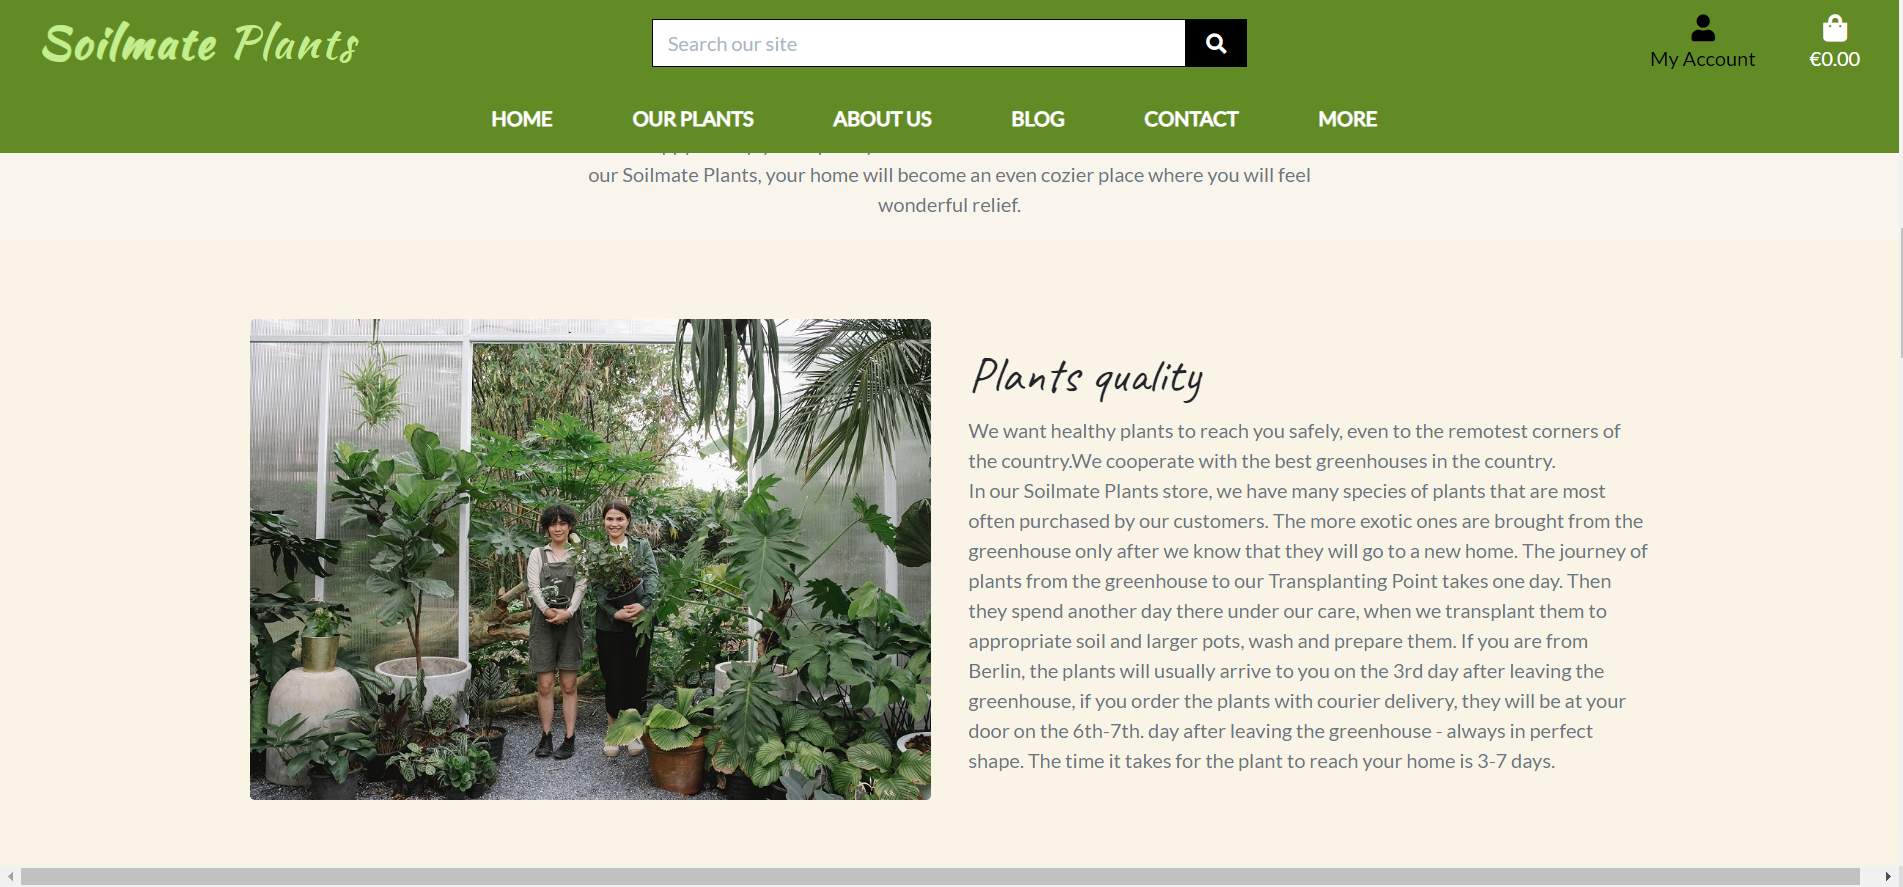 Soilmate Plants
Search our site
My Account
€0.00
HOME
OUR PLANTS
ABOUT US
BLOG
CONTACT
MORE
our Soilmate Plants, your home will become an even cozier place where you will feel
wonderful relief.
Plants quality
We want healthy plants to reach you safely, even to the remotest corners of
the country.We cooperate with the best greenhouses in the country.
In our Soilmate Plants store, we have many species of plants that are most
often purchased by our customers. The more exotic ones are brought from the
greenhouse only after we know that they will go to a new home. The journey of
plants from the greenhouse to our Transplanting Point takes one day. Then
they spend another day there under our care, when we transplant them to
appropriate soil and larger pots, wash and prepare them. If you are from
Berlin, the plants will usually arrive to you on the 3rd day after leaving the
greenhouse, if you order the plants with courier delivery, they will be at your
door on the 6th-7th. day after leaving the greenhouse - always in perfect
shape. The time it takes for the plant to reach your home is 3-7 days.